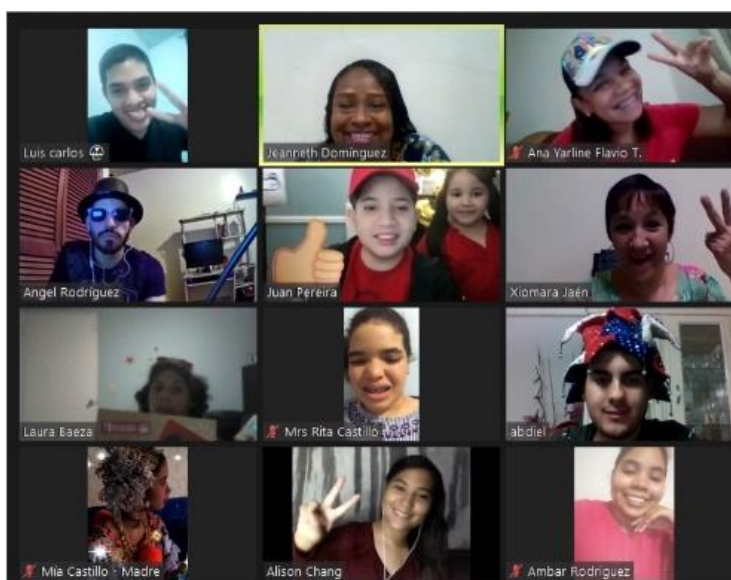 Luis carlos
Jeanneth Domínguez
Ana Yarline Flavio T.
Angel Rodriguez
Juan Pereira
Xiomara Jaén
Laura Baeza
Mrs Rita Castillo
abdiel
Mía Castillo - Madre
Alison Chang
Ambar Rodriguez